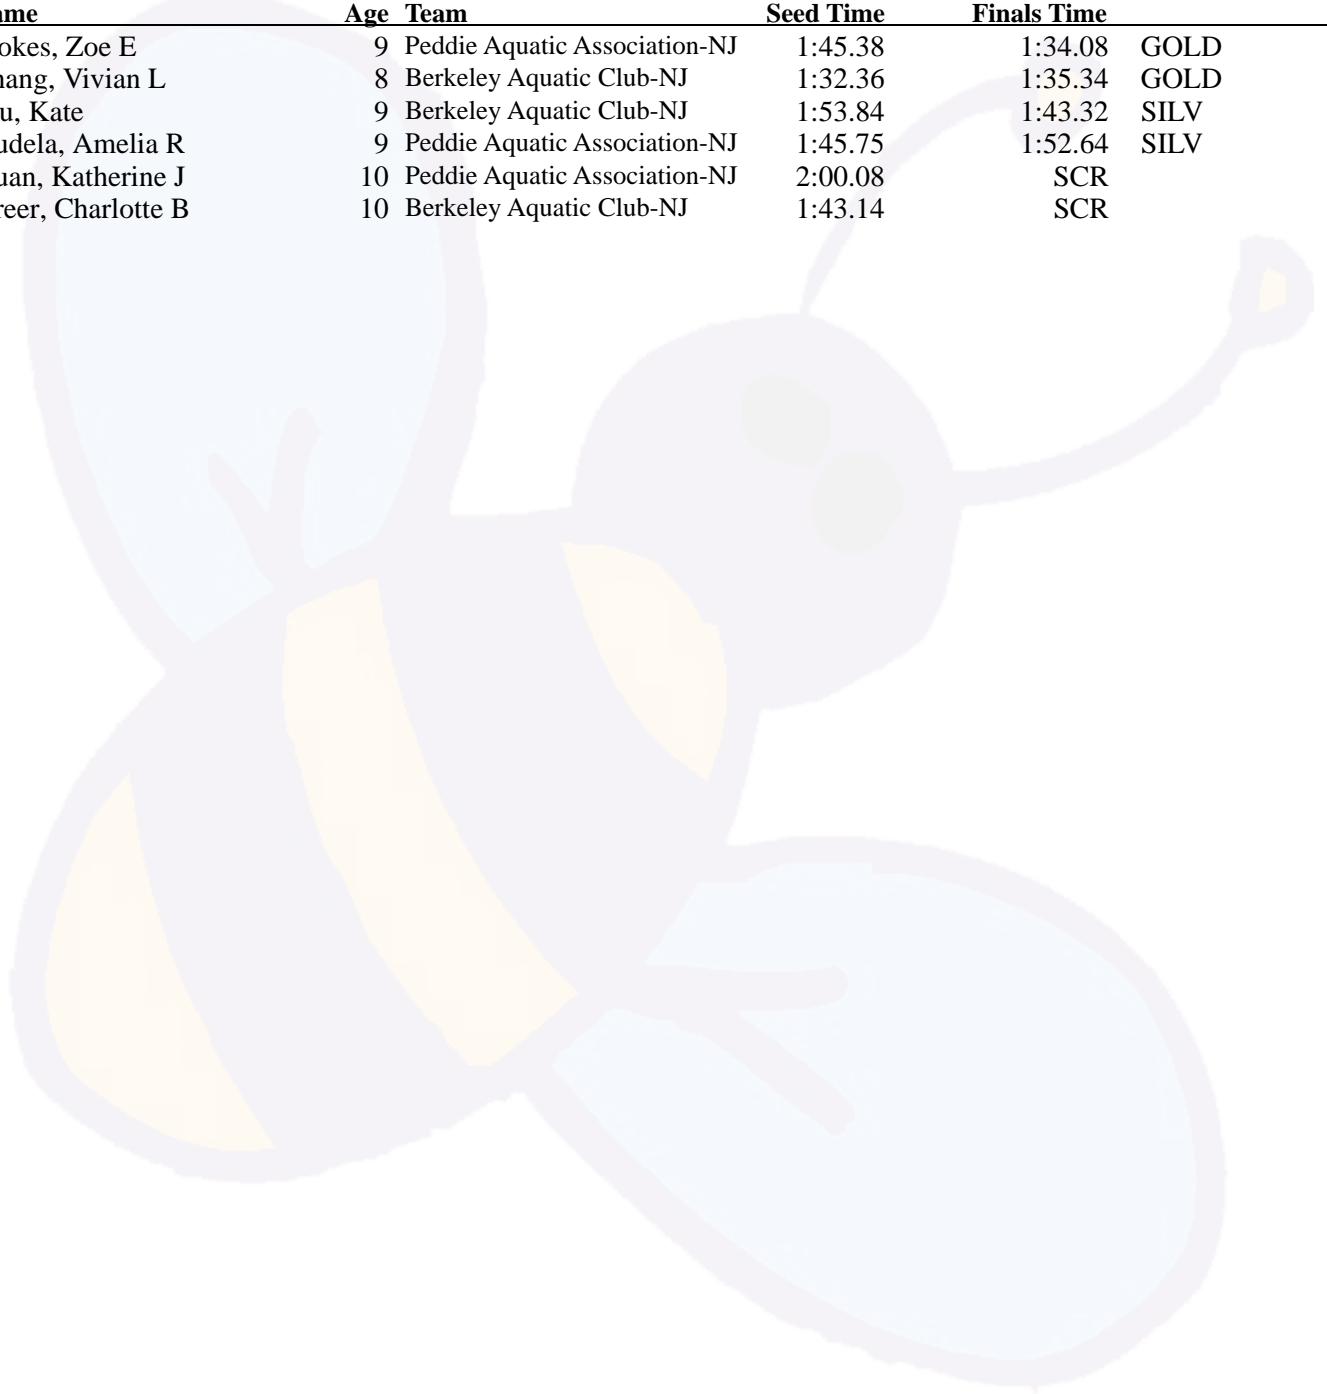 ame Age Team Seed Time Finals Time
okes, Zoe E 9 Peddie Aquatic Association-NJ 1:45.38 1:34.08 GOLD
hang, Vivian L 8 Berkeley Aquatic Club-NJ 1:32.36 1:35.34 GOLD
u, Kate 9 Berkeley Aquatic Club-NJ 1:53.84 1:43.32 SILV
udela, Amelia R 9 Peddie Aquatic Association-NJ 1:45.75 1:52.64 SILV
uan, Katherine J 10 Peddie Aquatic Association-NJ 2:00.08 SCR
reer, Charlotte B 10 Berkeley Aquatic Club-NJ 1:43.14 SCR